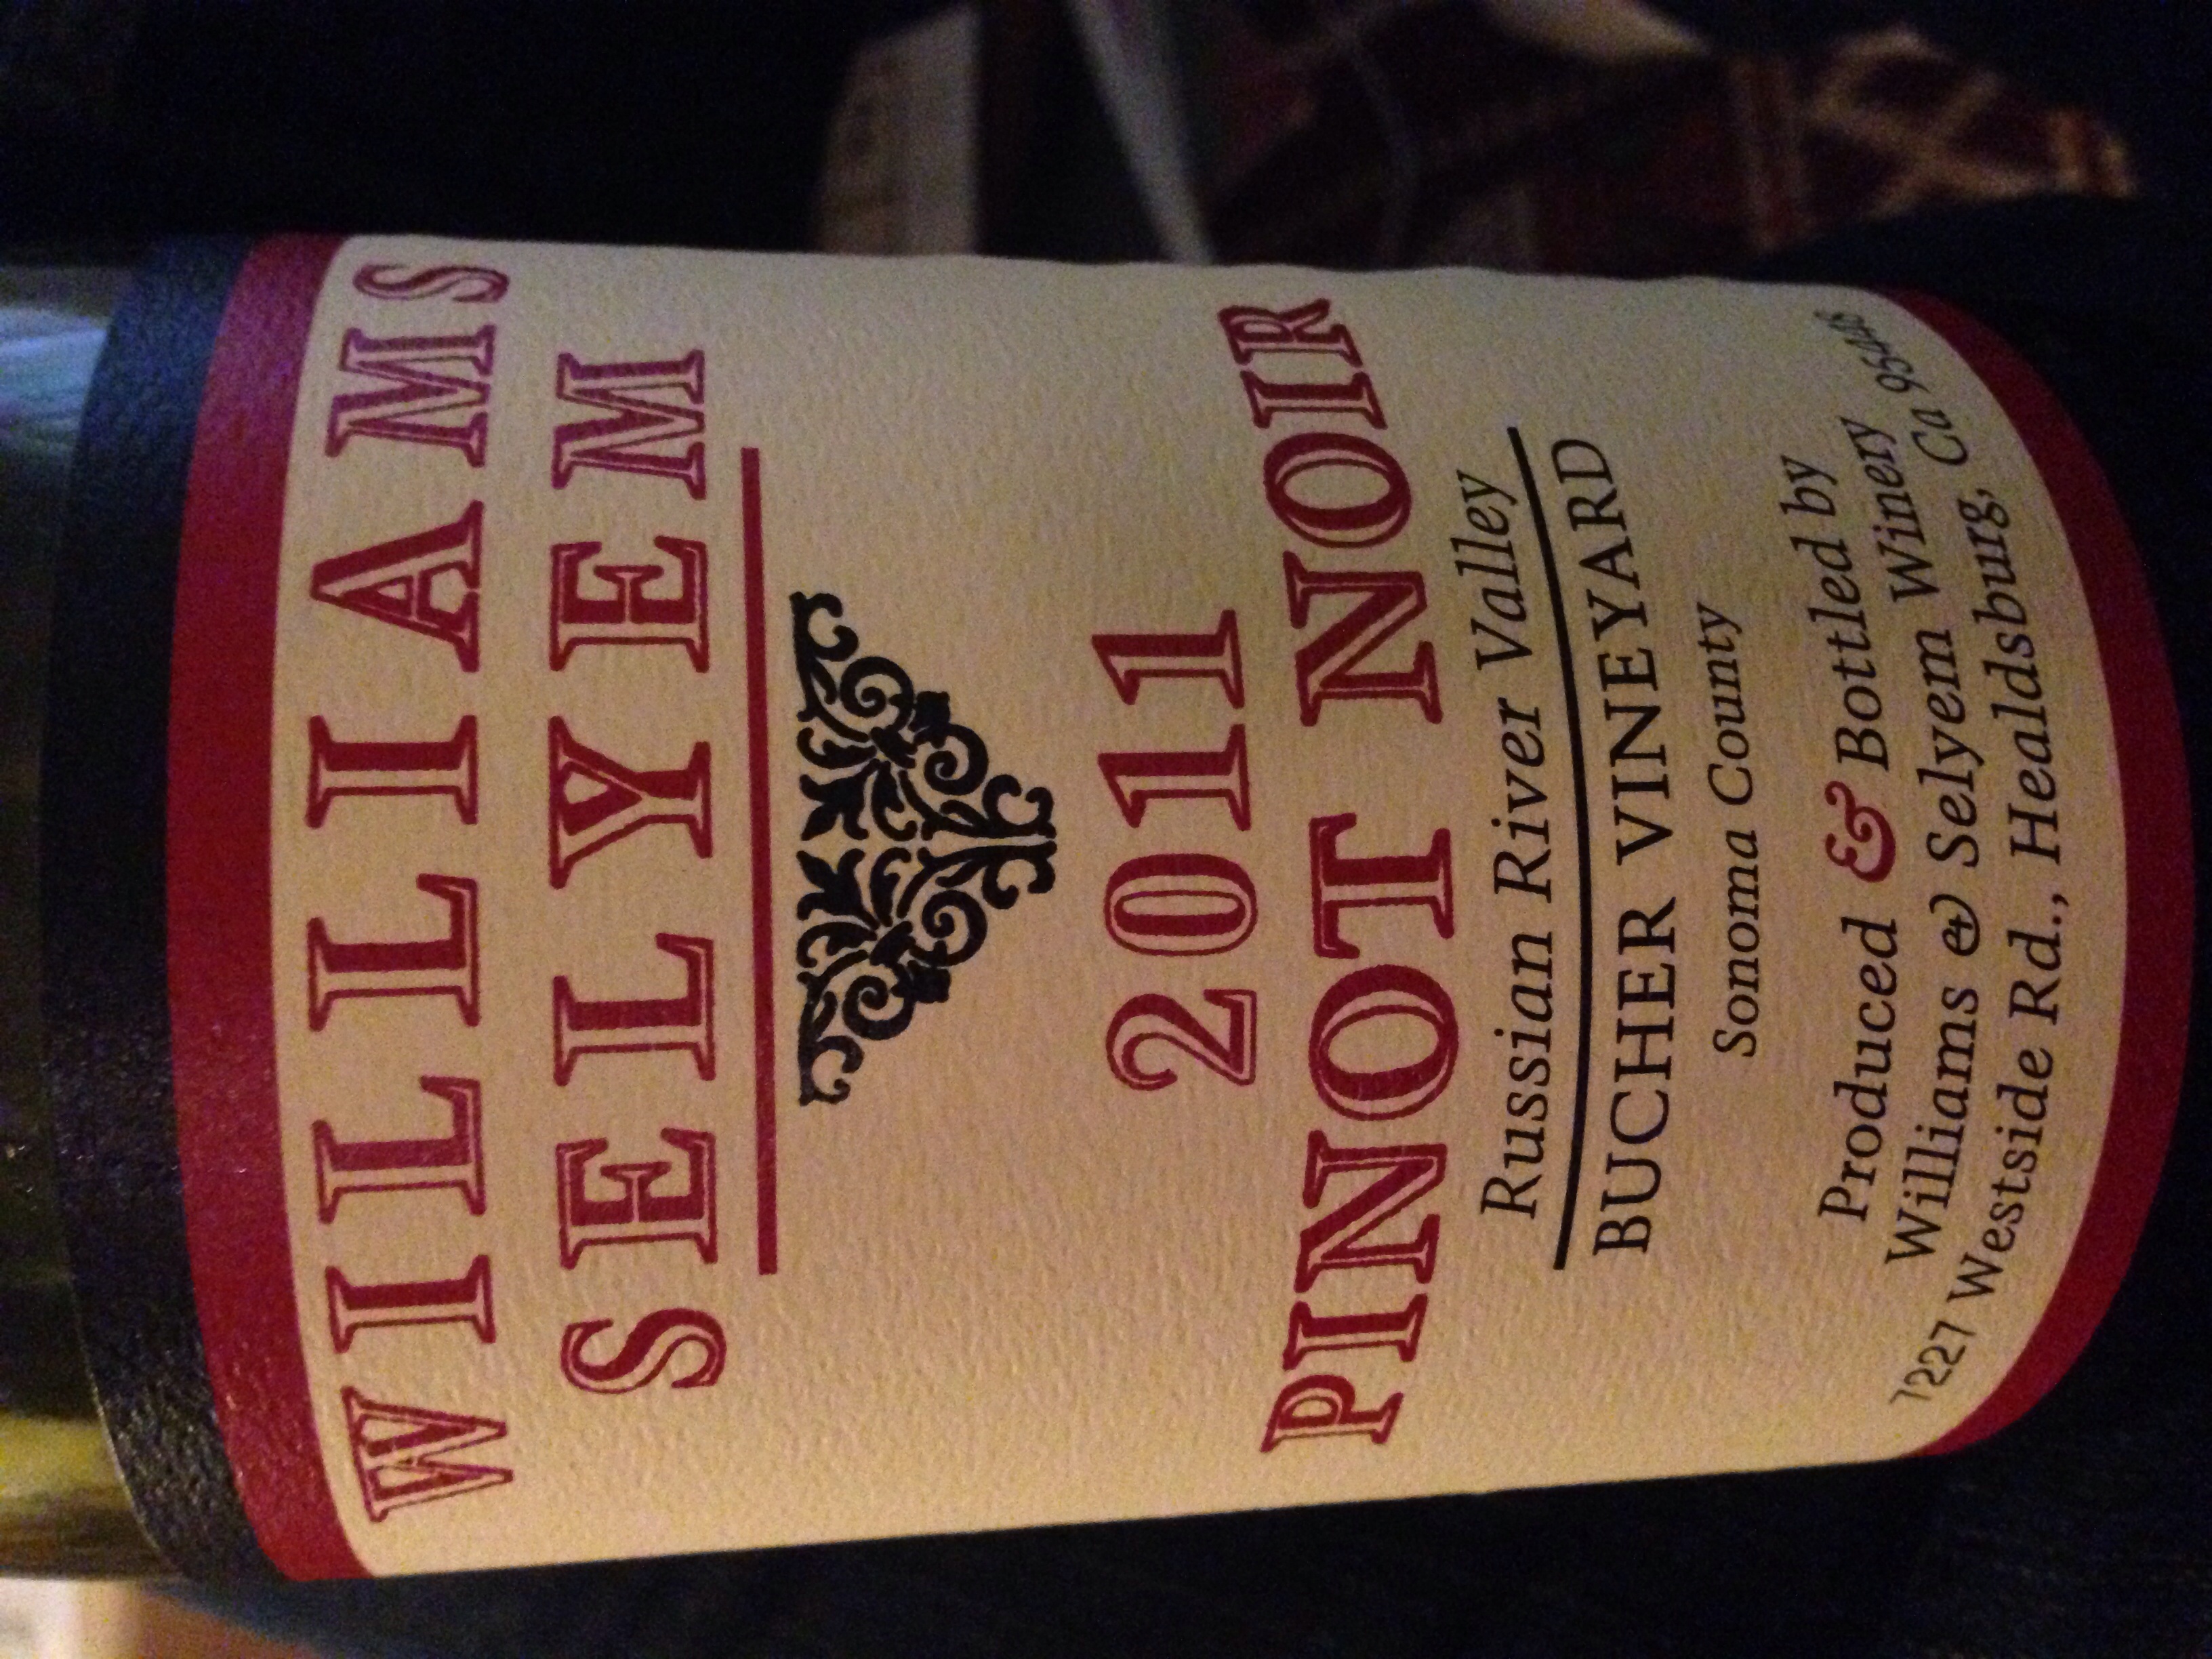 WILLIAMS
SELYEM
2011
PINOT NOIR
Russian River Valley
BUCHER VINEYARD
Sonoma County
Produced & Bottled by
Williams & Selyem Winery
7227 Westside Rd., Healdsburg, Ca 95448